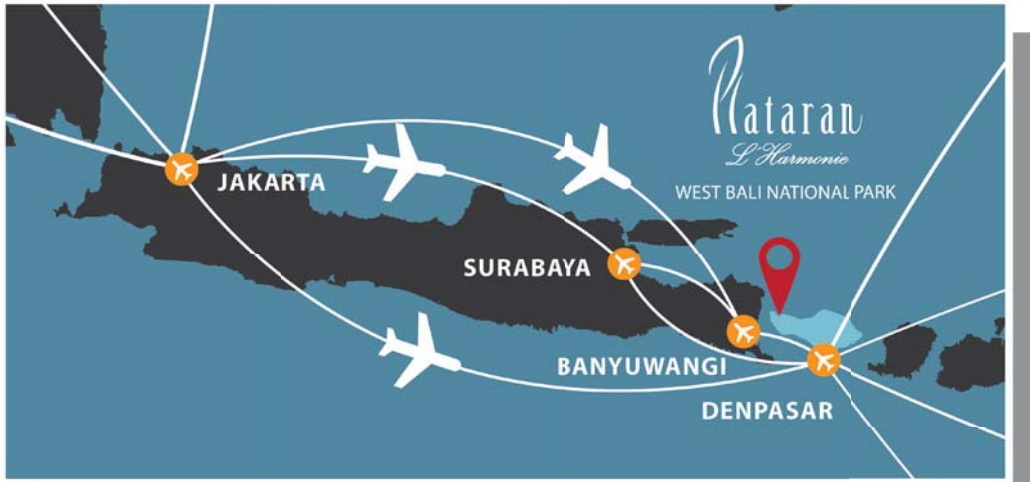 Plataran
L'Harmonie
WEST BALI NATIONAL PARK
JAKARTA
SURABAYA
BANYUWANGI
DENPASAR